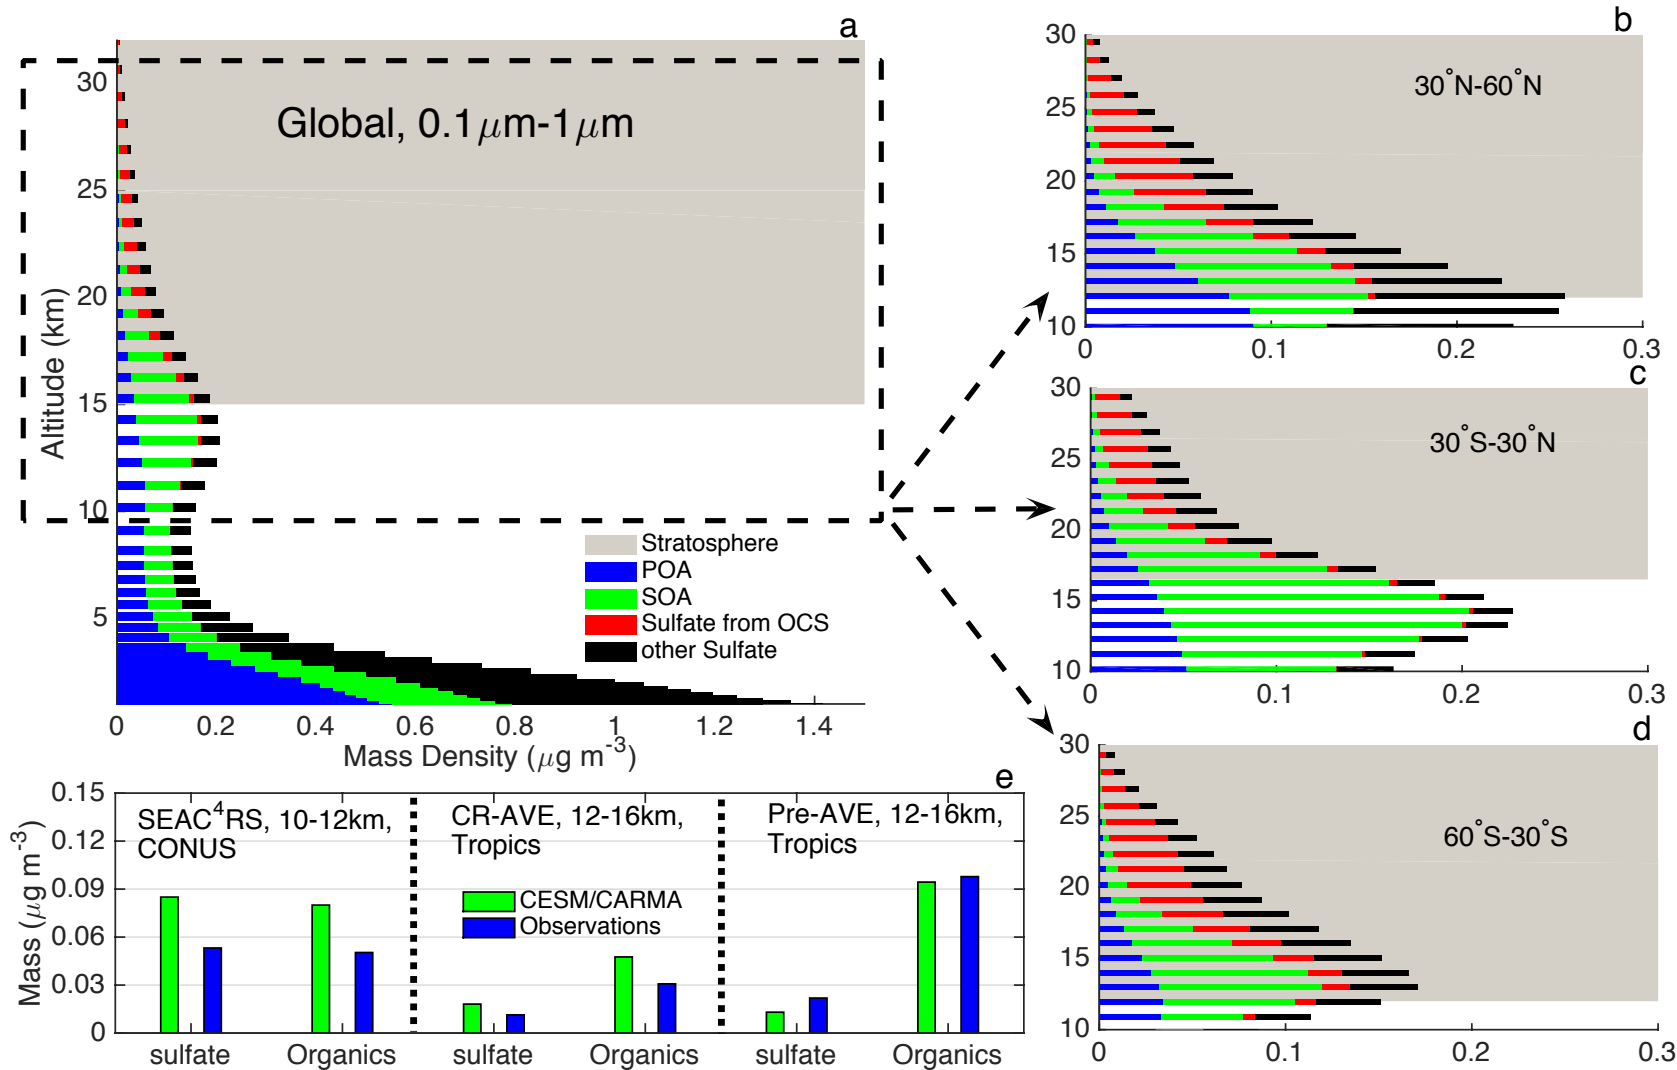 a
Global, 0.1μm-1μm
30
25
20
15
10
5
Altitude (km)
Stratosphere
POA
SOA
Sulfate from OCS
other Sulfate
0 0.2 0.4 0.6 0.8 1 1.2 1.4
Mass Density (μg m⁻³)
b
30°N-60°N
30
25
20
15
10
0 0.1 0.2 0.3
c
30°S-30°N
30
25
20
15
10
0 0.1 0.2 0.3
d
60°S-30°S
30
25
20
15
10
0 0.1 0.2 0.3
e
0.15
0.12
0.09
0.06
0.03
0
Mass (μg m⁻³)
SEAC⁴RS, 10-12km,
CONUS
CR-AVE, 12-16km,
Tropics
Pre-AVE, 12-16km,
Tropics
CESM/CARMA
Observations
sulfate Organics sulfate Organics sulfate Organics